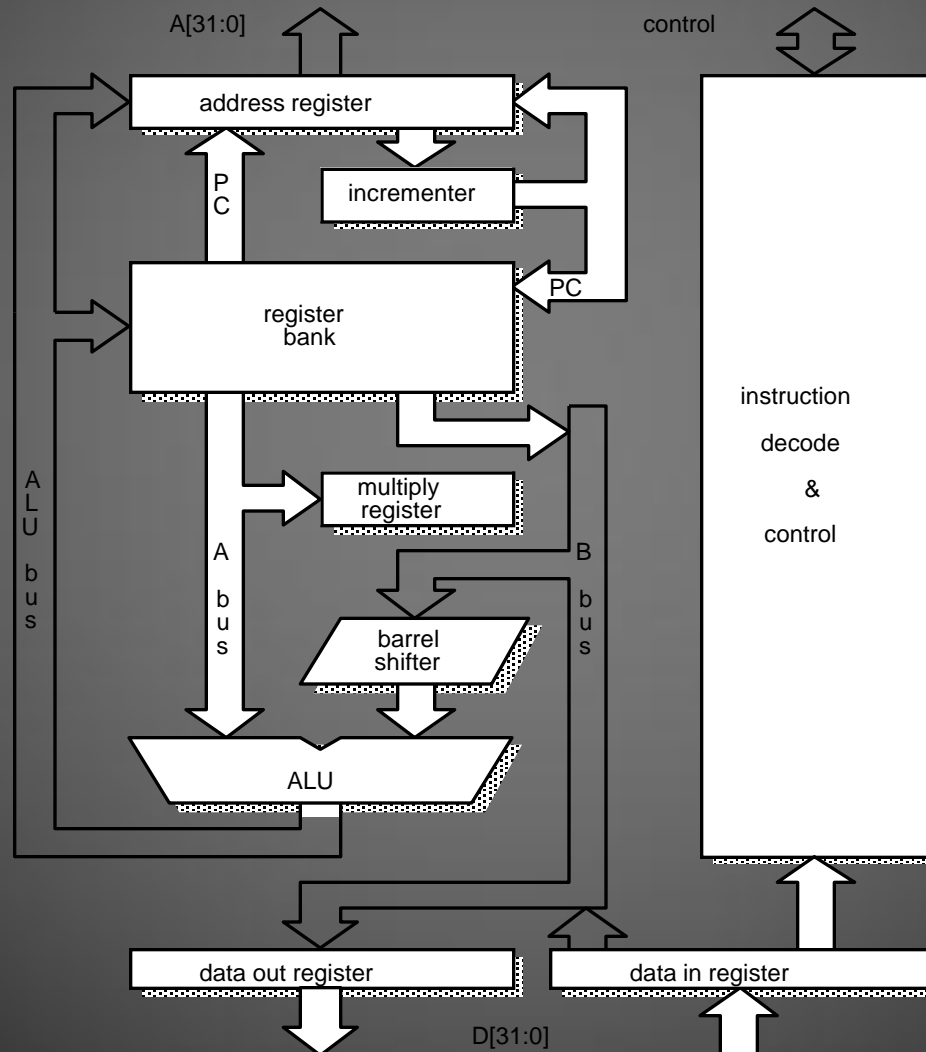 A[31:0]
control
address register
P
C
incrementer
PC
register
bank
instruction
decode
&
control
multiply
register
A
L
U
b
u
s
A
b
u
s
B
b
u
s
barrel
shifter
ALU
data out register
data in register
D[31:0]